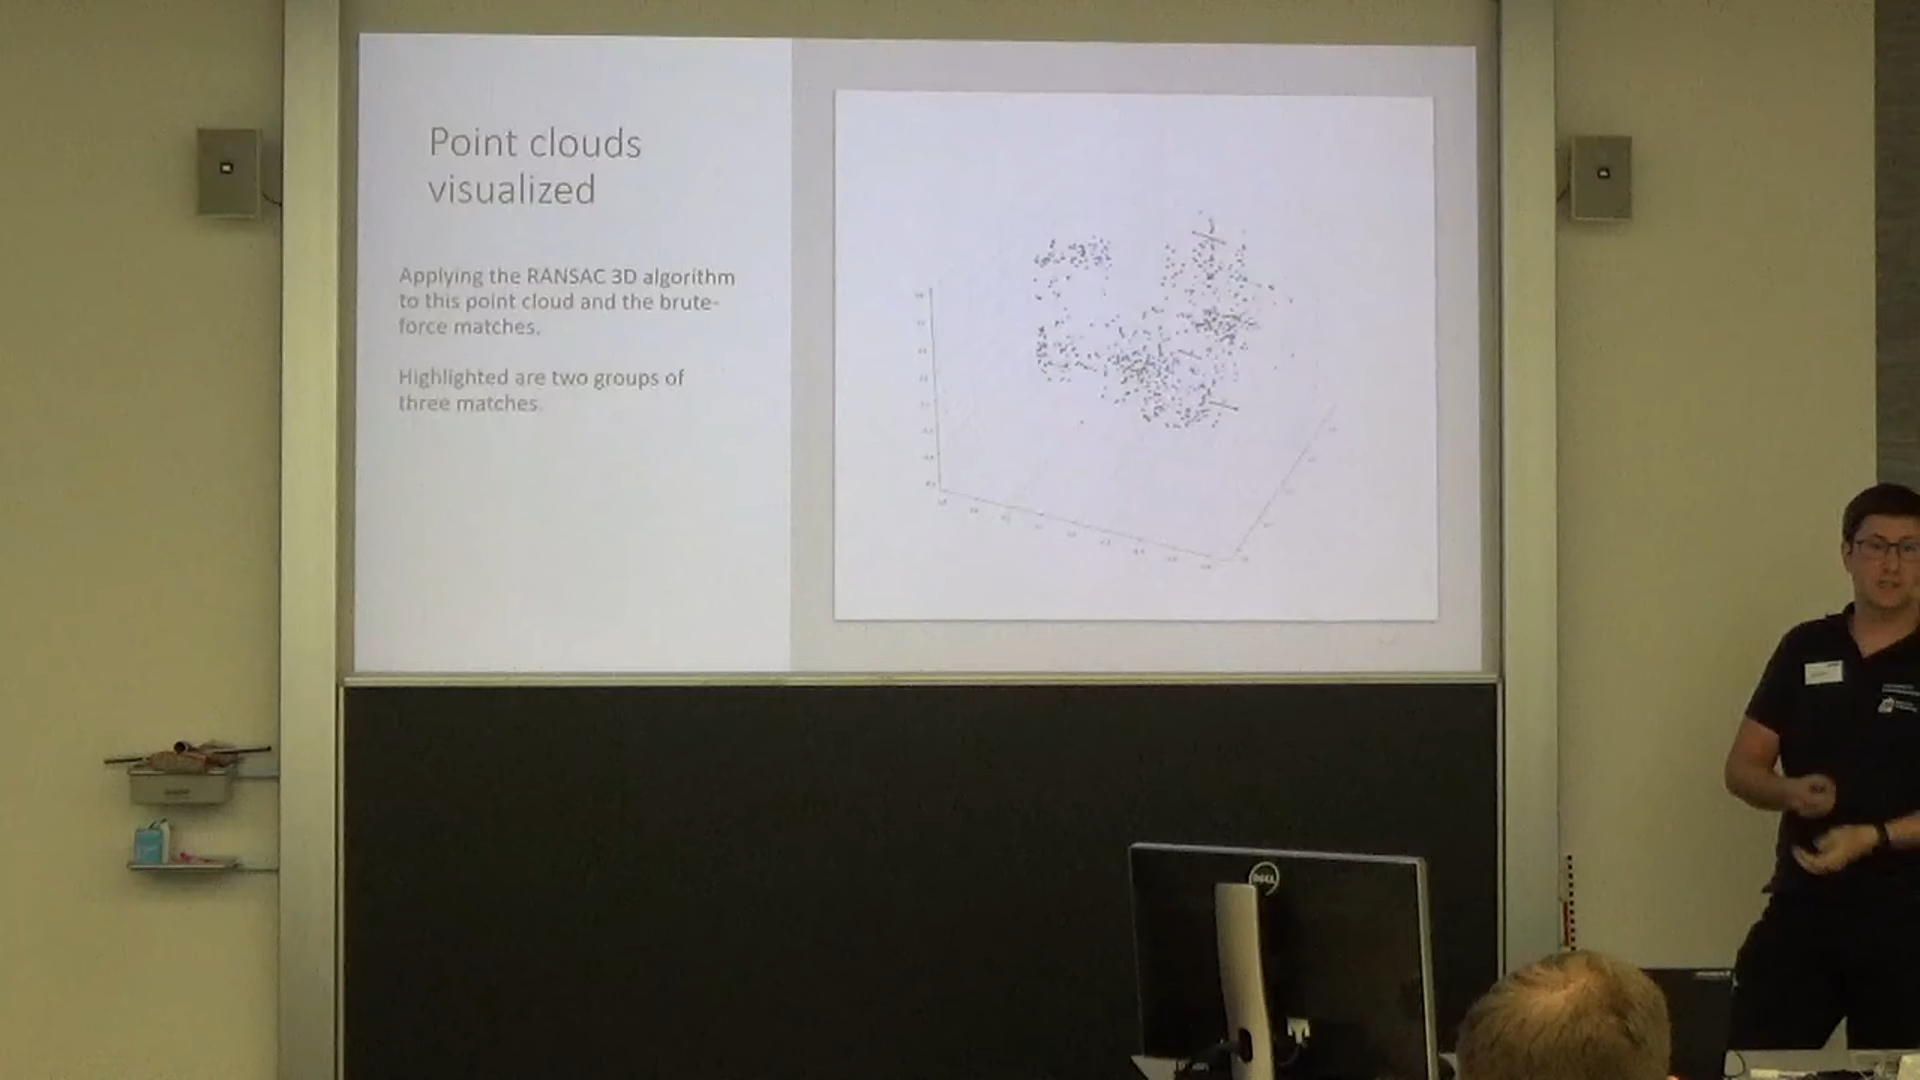 Point clouds
visualized
Applying the RANSAC 3D algorithm
to this point cloud and the brute-
force matches.
Highlighted are two groups of
three matches.
DELL